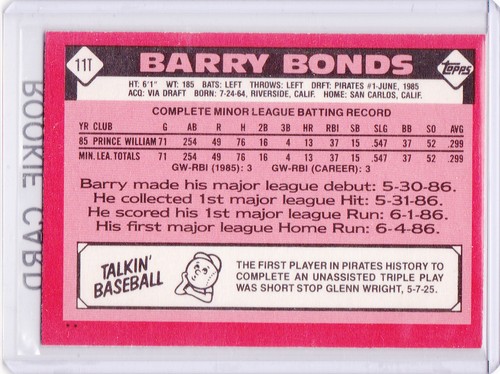 11T
BARRY BONDS
TOPPS
HT: 6'1" WT: 185 BATS: LEFT THROWS: LEFT DRFT: PIRATES #1-JUNE, 1985
ACQ: VIA DRAFT BORN: 7-24-64, RIVERSIDE, CALIF. HOME: SAN CARLOS, CALIF.
COMPLETE MINOR LEAGUE BATTING RECORD
YR CLUB G AB R H 2B 3B HR RBI SB SLG BB SO AVG
85 PRINCE WILLIAM 71 254 49 76 16 4 13 37 15 .547 37 52 .299
MIN. LEA. TOTALS 71 254 49 76 16 4 13 37 15 .547 37 52 .299
GW-RBI (1985): 3 GW-RBI (CAREER): 3
Barry made his major league debut: 5-30-86.
He collected 1st major league Hit: 5-31-86.
He scored his 1st major league Run: 6-1-86.
His first major league Home Run: 6-4-86.
TALKIN'
BASEBALL
THE FIRST PLAYER IN PIRATES HISTORY TO
COMPLETE AN UNASSISTED TRIPLE PLAY
WAS SHORT STOP GLENN WRIGHT, 5-7-25.
**
ROOKIE CARD